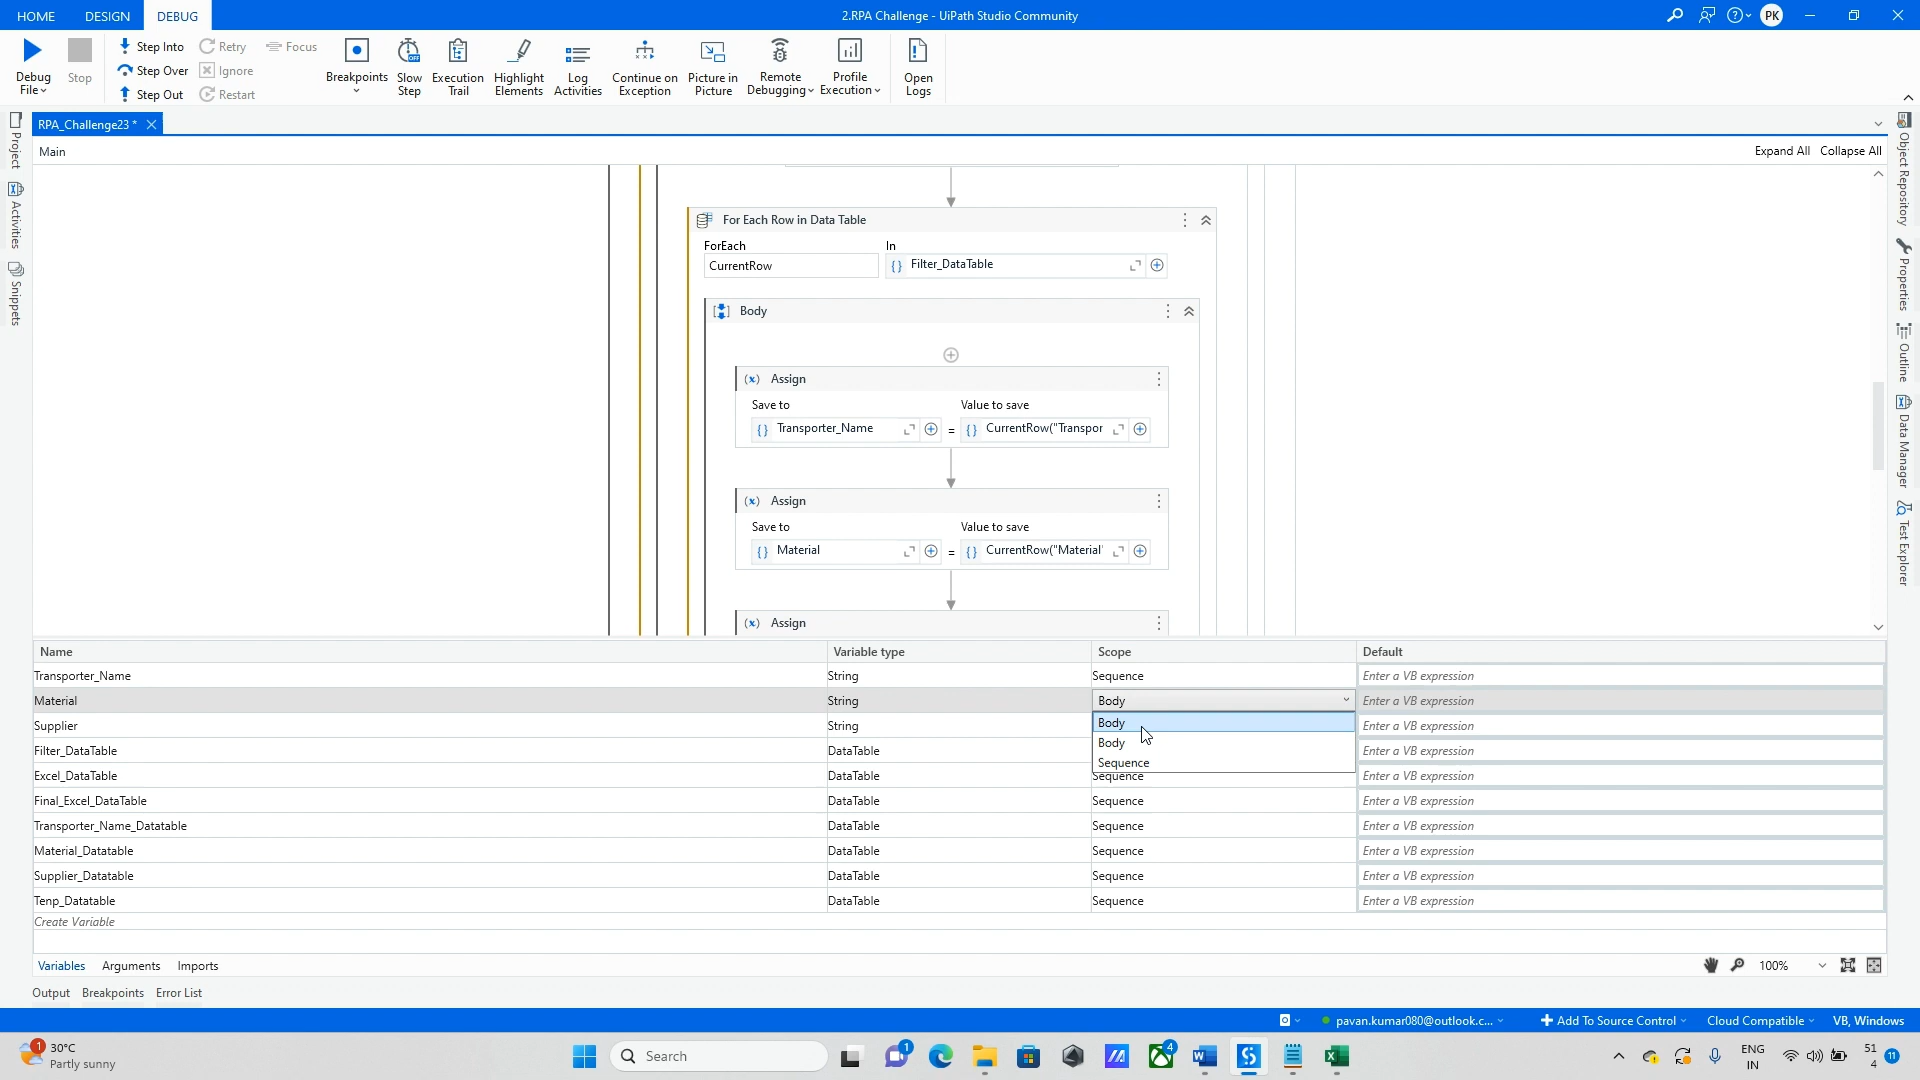 HOME DESIGN DEBUG 2.RPA Challenge - UiPath Studio Community PK
Debug File Stop Step Into Step Over Step Out Retry Ignore Restart Focus Breakpoints Slow Step Execution Trail Highlight Elements Log Activities Continue on Exception Picture in Picture Remote Debugging Profile Execution Open Logs
RPA_Challenge23 *
Main Expand All Collapse All
Project
Activities
Snippets
Object Repository
Properties
Outline
Data Manager
Test Explorer
For Each Row in Data Table
ForEach In
CurrentRow Filter_DataTable
Body
(x) Assign
Save to Value to save
{} Transporter_Name = {} CurrentRow("Transpor
(x) Assign
Save to Value to save
{} Material = {} CurrentRow("Material'
(x) Assign
Name Variable type Scope Default
Transporter_Name String Sequence Enter a VB expression
Material String Body Enter a VB expression
Supplier String Body Enter a VB expression
Filter_DataTable DataTable Body Enter a VB expression
Sequence
Excel_DataTable DataTable Sequence Enter a VB expression
Final_Excel_DataTable DataTable Sequence Enter a VB expression
Transporter_Name_Datatable DataTable Sequence Enter a VB expression
Material_Datatable DataTable Sequence Enter a VB expression
Supplier_Datatable DataTable Sequence Enter a VB expression
Tenp_Datatable DataTable Sequence Enter a VB expression
Create Variable
Variables Arguments Imports 100%
Output Breakpoints Error List
pavan.kumar080@outlook.c... Add To Source Control Cloud Compatible VB, Windows
1 30°C
Partly sunny
Search 1 4
ENG
IN
51
4
11